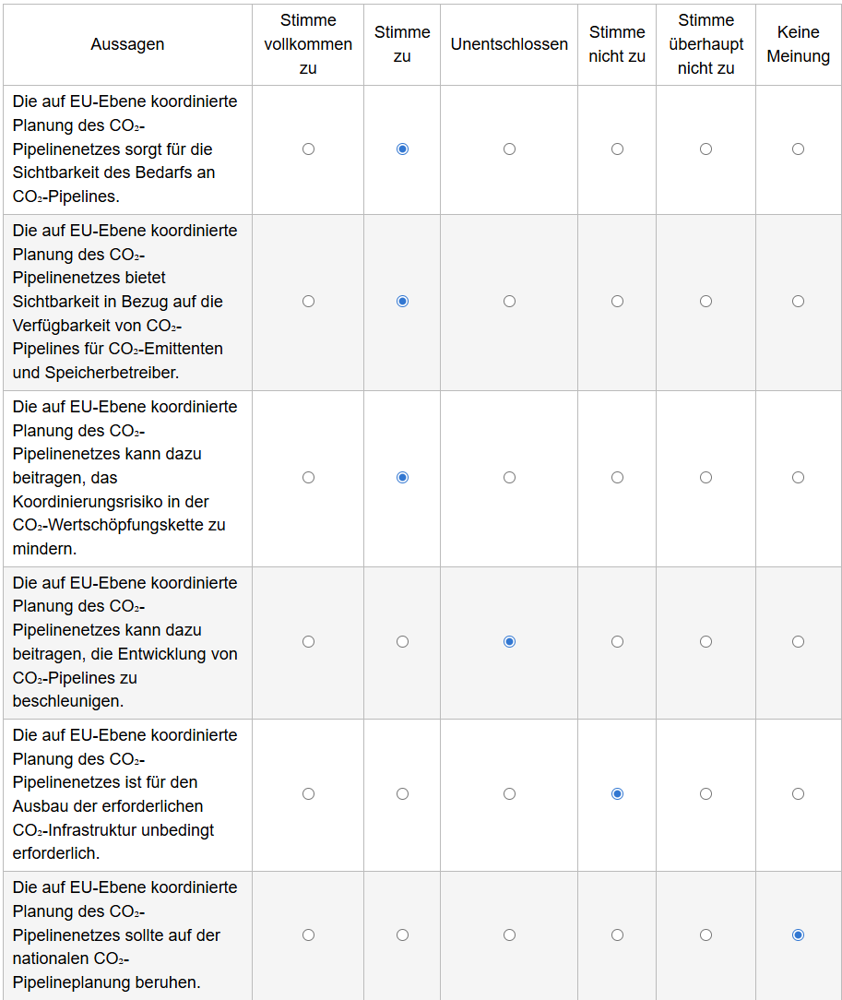 Aussagen
Stimme
vollkommen
zu
Stimme
zu
Unentschlossen
Stimme
nicht zu
Stimme
überhaupt
nicht zu
Keine
Meinung
Die auf EU-Ebene koordinierte
Planung des CO₂-
Pipelinenetzes sorgt für die
Sichtbarkeit des Bedarfs an
CO₂-Pipelines.
Die auf EU-Ebene koordinierte
Planung des CO₂-
Pipelinenetzes bietet
Sichtbarkeit in Bezug auf die
Verfügbarkeit von CO₂-
Pipelines für CO₂-Emittenten
und Speicherbetreiber.
Die auf EU-Ebene koordinierte
Planung des CO₂-
Pipelinenetzes kann dazu
beitragen, das
Koordinierungsrisiko in der
CO₂-Wertschöpfungskette zu
mindern.
Die auf EU-Ebene koordinierte
Planung des CO₂-
Pipelinenetzes kann dazu
beitragen, die Entwicklung von
CO₂-Pipelines zu
beschleunigen.
Die auf EU-Ebene koordinierte
Planung des CO₂-
Pipelinenetzes ist für den
Ausbau der erforderlichen
CO₂-Infrastruktur unbedingt
erforderlich.
Die auf EU-Ebene koordinierte
Planung des CO₂-
Pipelinenetzes sollte auf der
nationalen CO₂-
Pipelineplanung beruhen.